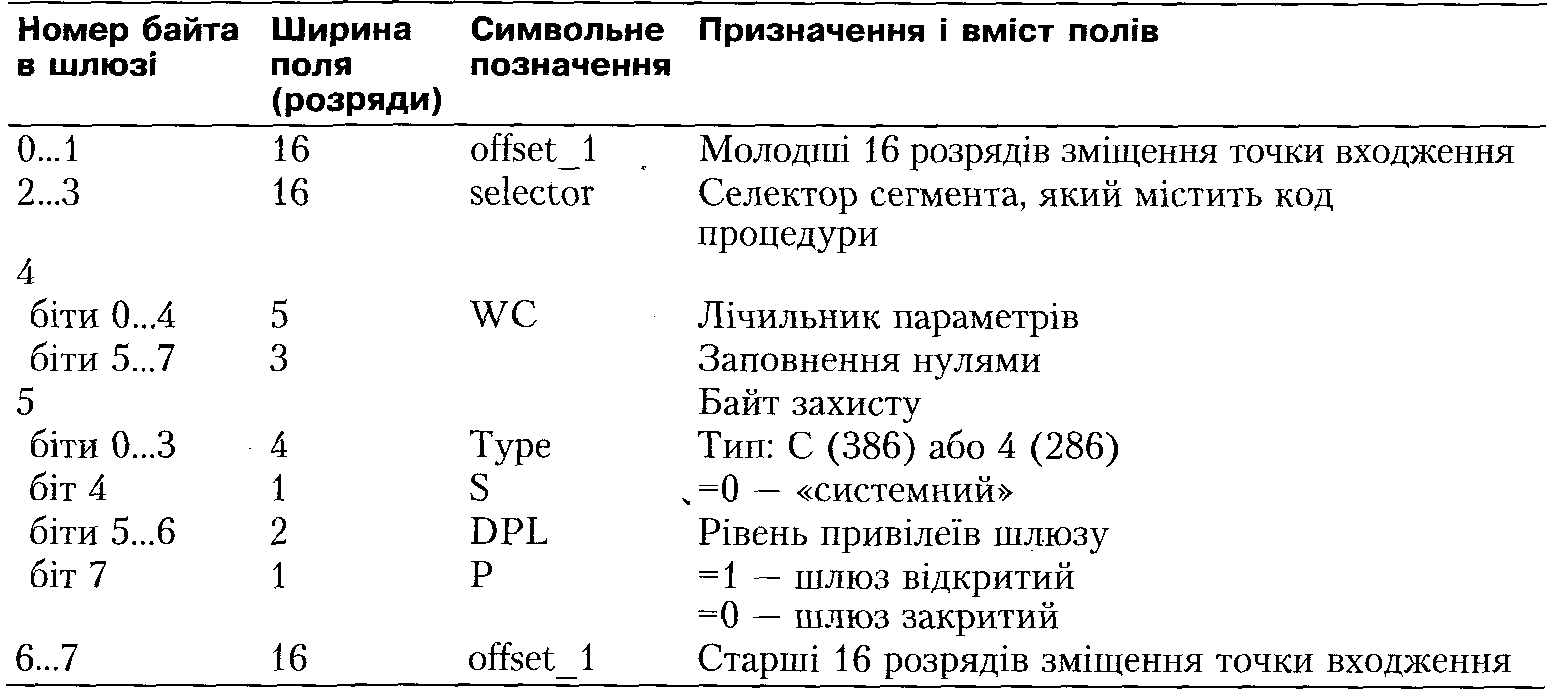 Номер байта Ширина Символьне Призначення і вміст полів
в шлюзі поля позначення
(розряди)
0...1 16 offset_1 Молодші 16 розрядів зміщення точки входження
2...3 16 selector Селектор сегмента, який містить код
процедури
4
біти 0...4 5 WC Лічильник параметрів
біти 5...7 3 Заповнення нулями
5 Байт захисту
біти 0...3 4 Type Тип: С (386) або 4 (286)
біт 4 1 S =0 — «системний»
біти 5...6 2 DPL Рівень привілеїв шлюзу
біт 7 1 P =1 — шлюз відкритий
=0 — шлюз закритий
6...7 16 offset_1 Старші 16 розрядів зміщення точки входження